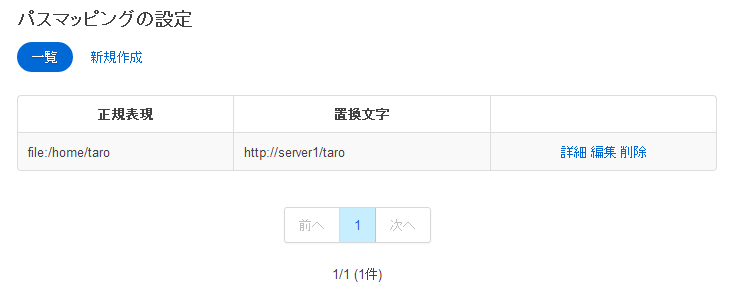 パスマッピングの設定
一覧 新規作成
正規表現 置換文字
file:/home/taro http://server1/taro 詳細 編集 削除
前へ 1 次へ
1/1 (1件)